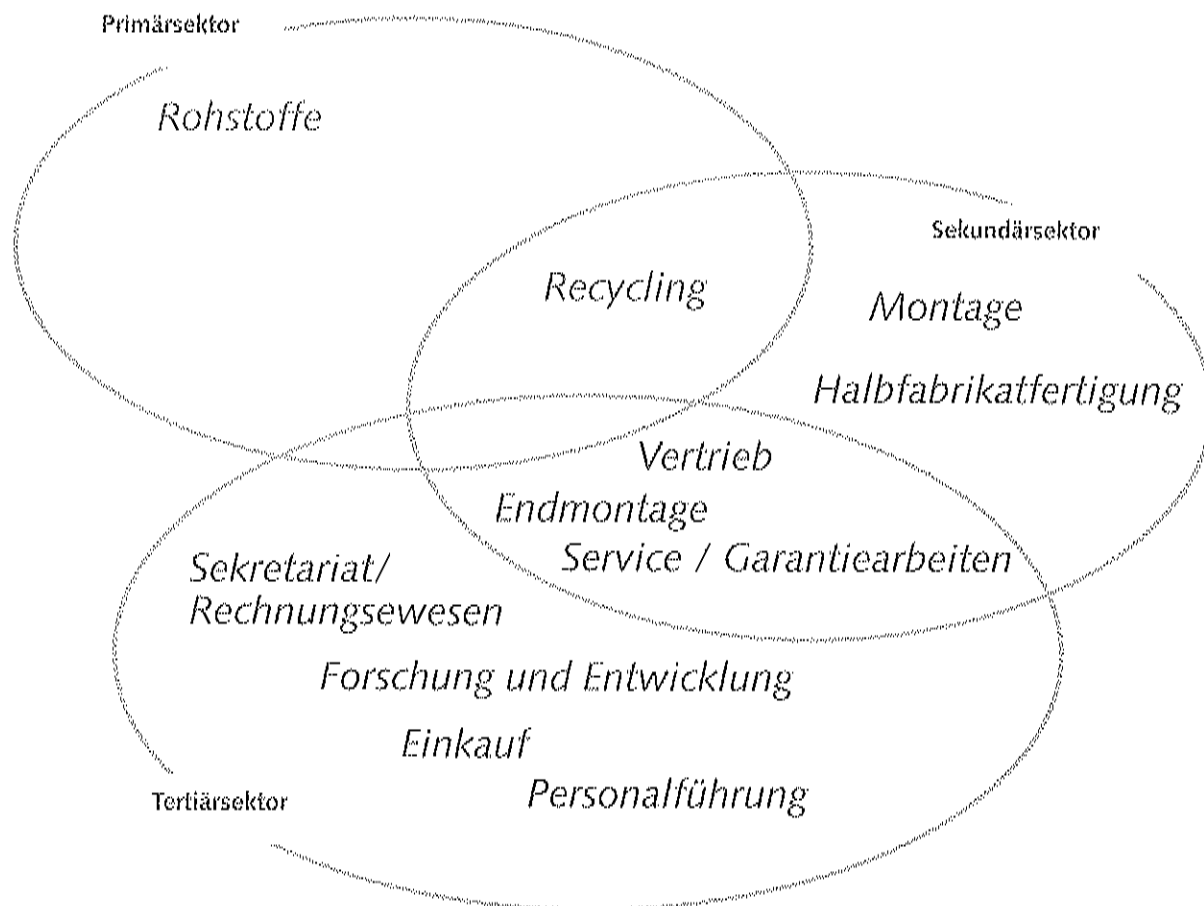 Primärsektor
Rohstoffe
Sekundärsektor
Recycling
Montage
Halbfabrikatfertigung
Vertrieb
Endmontage
Service / Garantiearbeiten
Sekretariat/
Rechnungsewesen
Forschung und Entwicklung
Einkauf
Personalführung
Tertiärsektor